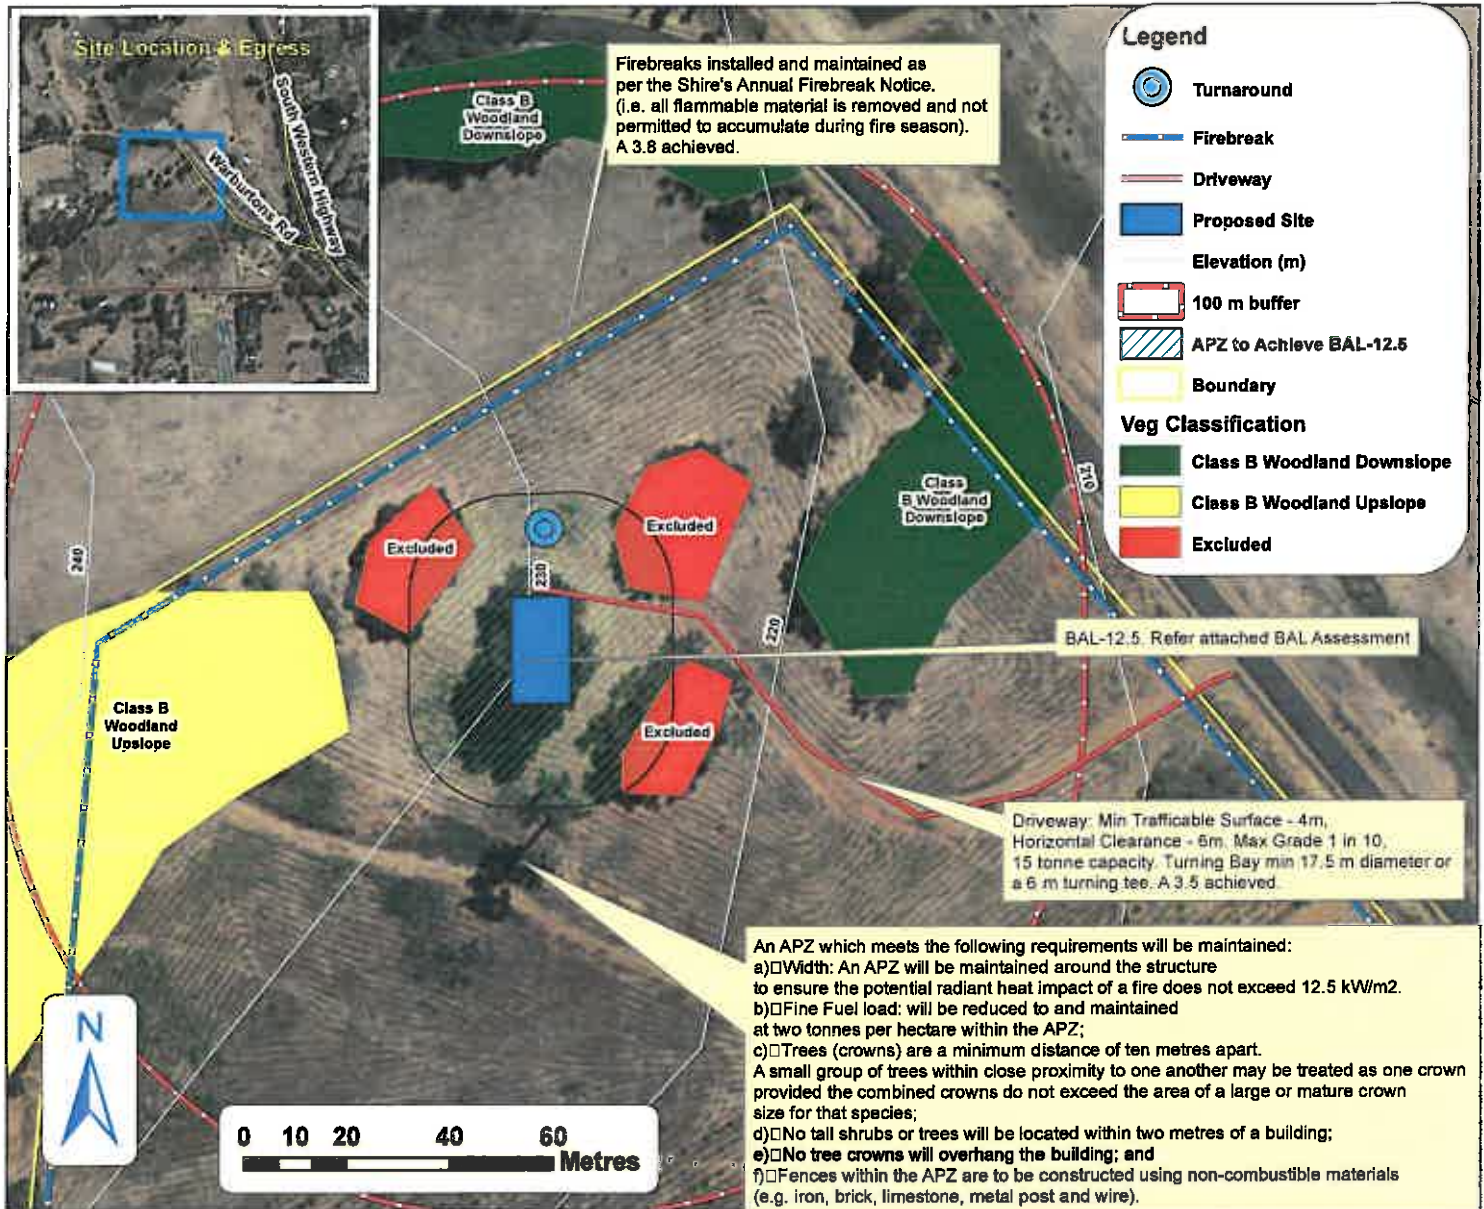 Site Location & Egress
South Western Highway
Warburtons Rd
Firebreaks installed and maintained as
per the Shire's Annual Firebreak Notice.
(i.e. all flammable material is removed and not
permitted to accumulate during fire season).
A 3.8 achieved.
Legend
Turnaround
Firebreak
Driveway
Proposed Site
Elevation (m)
100 m buffer
APZ to Achieve BAL-12.5
Boundary
Veg Classification
Class B Woodland Downslope
Class B Woodland Upslope
Excluded
Class B
Woodland
Downslope
Class
B Woodland
Downslope
210
240
Excluded
Excluded
230
220
BAL-12.5. Refer attached BAL Assessment
Class B
Woodland
Upslope
Excluded
Driveway: Min Trafficable Surface - 4m,
Horizontal Clearance - 6m. Max Grade 1 in 10,
15 tonne capacity. Turning Bay min 17.5 m diameter or
a 6 m turning tee. A 3.5 achieved.
An APZ which meets the following requirements will be maintained:
a)□Width: An APZ will be maintained around the structure
to ensure the potential radiant heat impact of a fire does not exceed 12.5 kW/m2.
b)□Fine Fuel load: will be reduced to and maintained
at two tonnes per hectare within the APZ;
c)□Trees (crowns) are a minimum distance of ten metres apart.
A small group of trees within close proximity to one another may be treated as one crown
provided the combined crowns do not exceed the area of a large or mature crown
size for that species;
d)□No tall shrubs or trees will be located within two metres of a building;
e)□No tree crowns will overhang the building; and
f)□Fences within the APZ are to be constructed using non-combustible materials
(e.g. iron, brick, limestone, metal post and wire).
N
0 10 20 40 60
Metres